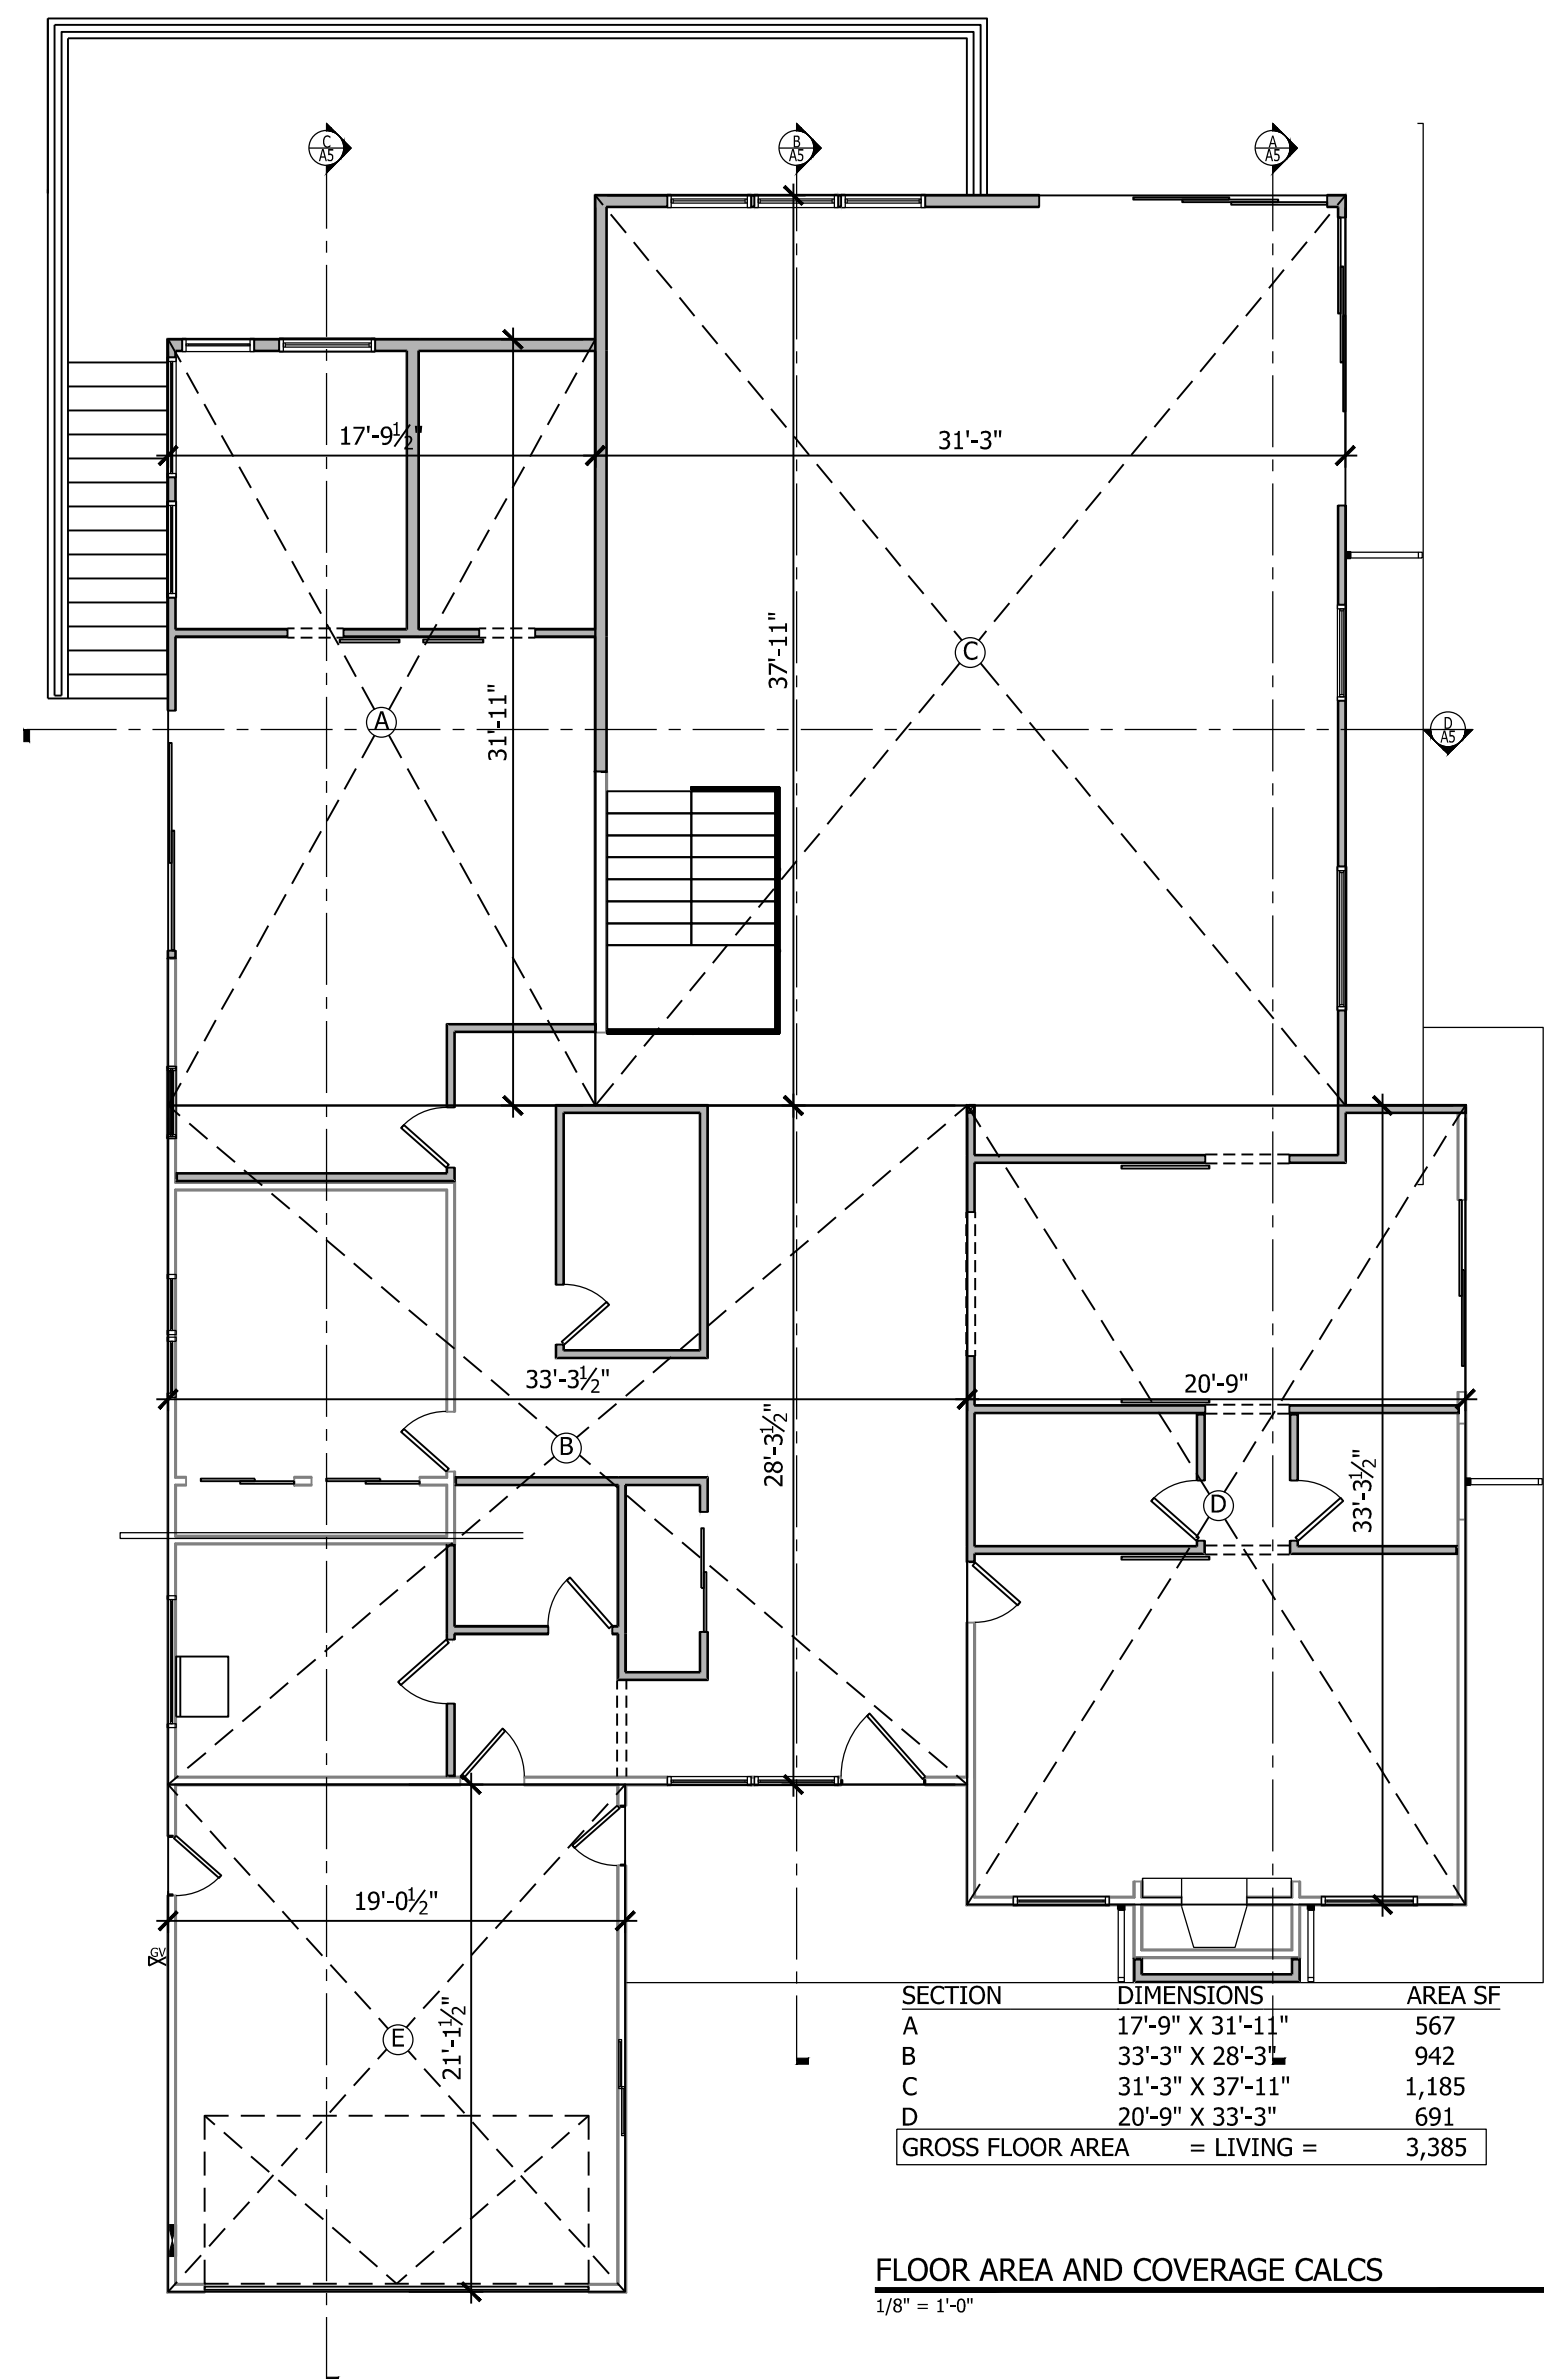 C
A5
B
A5
A
A5
17'-9½"
31'-3"
37'-11"
C
31'-11"
A
D
A5
33'-3½"
20'-9"
B
28'-3½"
D
33'-3½"
19'-0½"
GV
E
21'-1½"
SECTION DIMENSIONS AREA SF
A 17'-9" X 31'-11" 567
B 33'-3" X 28'-3" 942
C 31'-3" X 37'-11" 1,185
D 20'-9" X 33'-3" 691
GROSS FLOOR AREA = LIVING = 3,385
FLOOR AREA AND COVERAGE CALCS
1/8" = 1'-0"